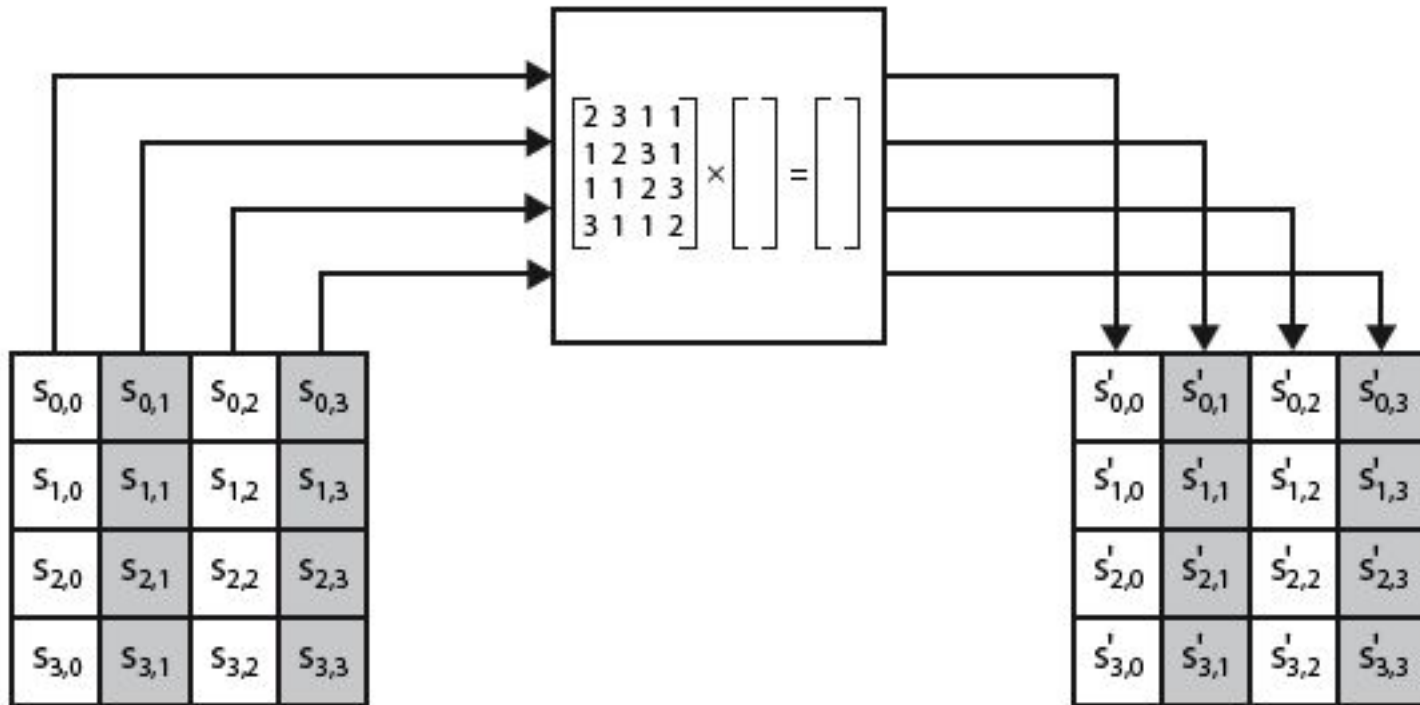 2 3 1 1
1 2 3 1
1 1 2 3
3 1 1 2
× =
s0,0 s0,1 s0,2 s0,3
s1,0 s1,1 s1,2 s1,3
s2,0 s2,1 s2,2 s2,3
s3,0 s3,1 s3,2 s3,3
s'0,0 s'0,1 s'0,2 s'0,3
s'1,0 s'1,1 s'1,2 s'1,3
s'2,0 s'2,1 s'2,2 s'2,3
s'3,0 s'3,1 s'3,2 s'3,3